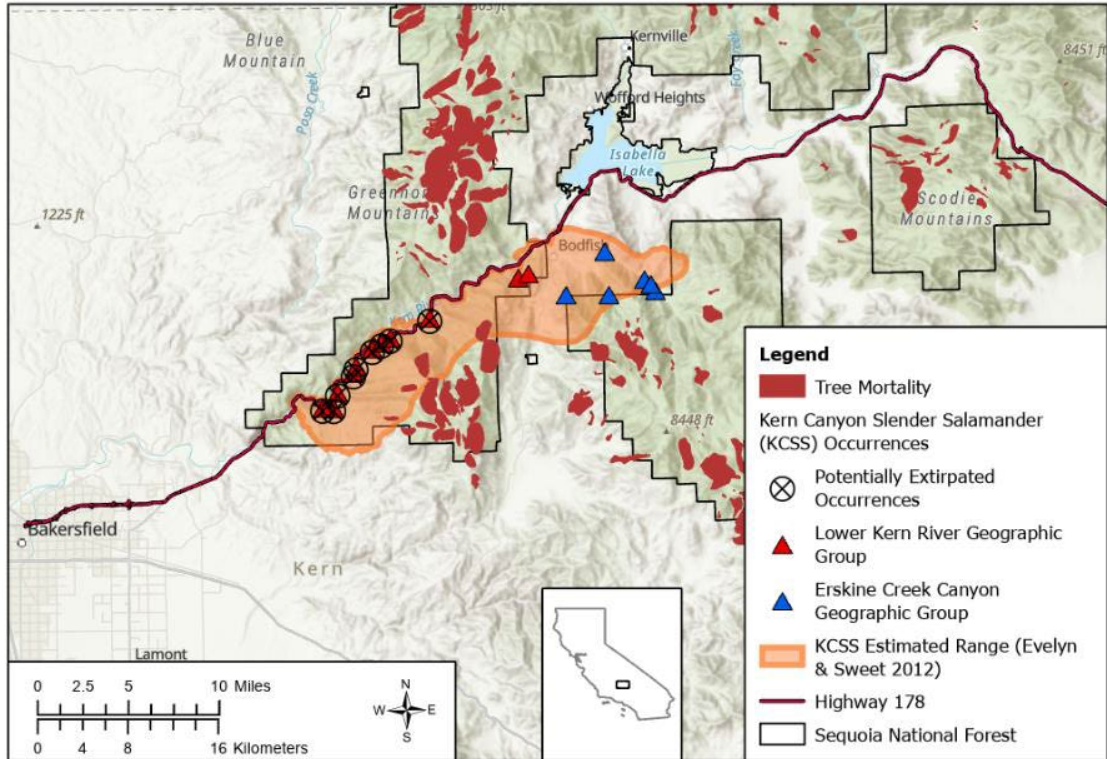 Blue
Mountain
Poso Creek
Kernville
Wofford Heights
8451 ft
Isabella
Lake
Greenhor
Mountains
1225 ft
Scodie
Mountains
Bodfish
8448 ft
Bakersfield
Kern
Lamont
0 2.5 5 10 Miles
0 4 8 16 Kilometers
N
W E
S
Legend
Tree Mortality
Kern Canyon Slender Salamander
(KCSS) Occurrences
Potentially Extirpated
Occurrences
Lower Kern River Geographic
Group
Erskine Creek Canyon
Geographic Group
KCSS Estimated Range (Evelyn
& Sweet 2012)
Highway 178
Sequoia National Forest